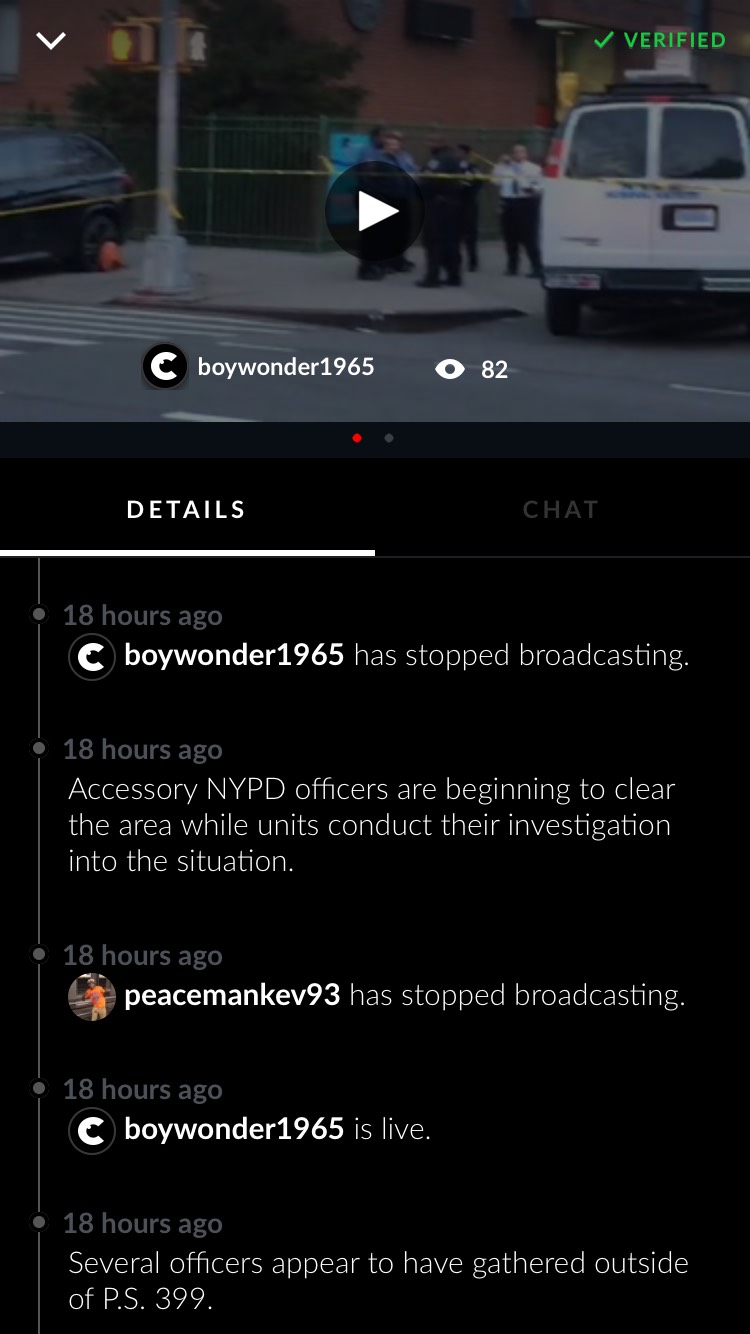 VERIFIED
boywonder1965 82
DETAILS CHAT
18 hours ago
boywonder1965 has stopped broadcasting.
18 hours ago
Accessory NYPD officers are beginning to clear
the area while units conduct their investigation
into the situation.
18 hours ago
peacemankev93 has stopped broadcasting.
18 hours ago
boywonder1965 is live.
18 hours ago
Several officers appear to have gathered outside
of P.S. 399.